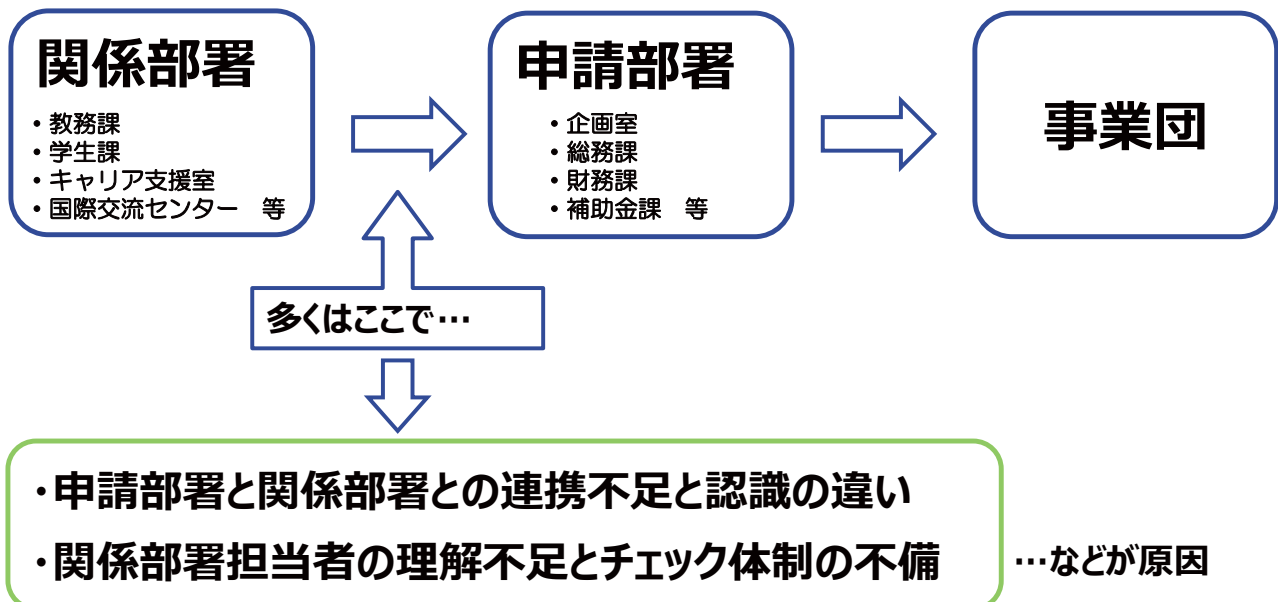 関係部署
・教務課
・学生課
・キャリア支援室
・国際交流センター 等
申請部署
・企画室
・総務課
・財務課
・補助金課 等
事業団
多くはここで…
・申請部署と関係部署との連携不足と認識の違い
・関係部署担当者の理解不足とチェック体制の不備
…などが原因